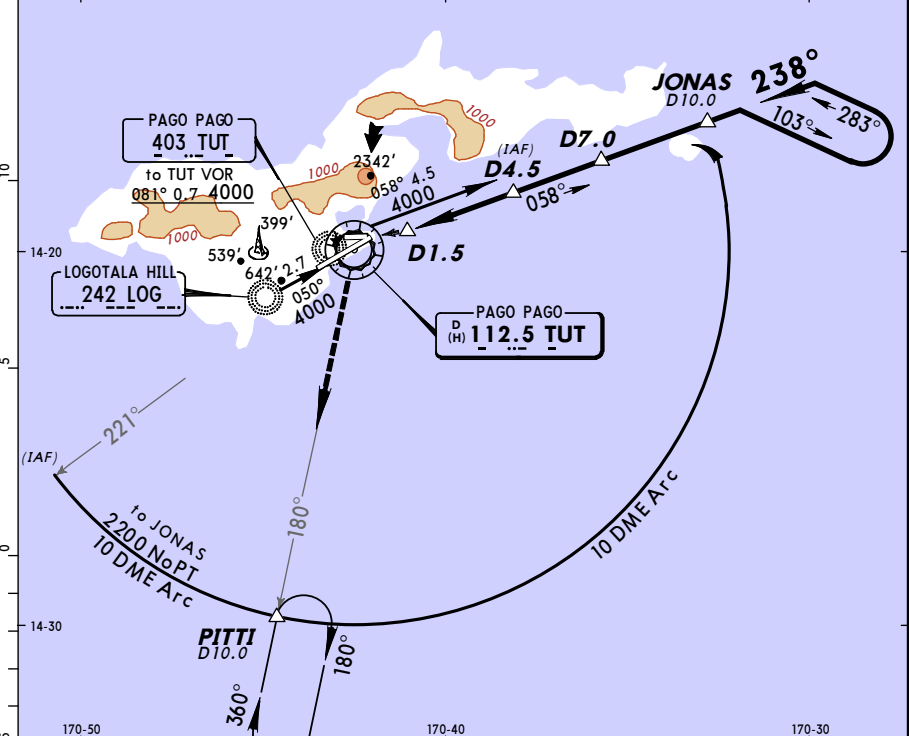 JONAS
D10.0
238°
103°
283°
PAGO PAGO
403 TUT
to TUT VOR
081° 0.7 4000
1000
1000
1000
2342'
058° 4.5
4000
(IAF)
D4.5
D7.0
058°
D1.5
10
14-20
399'
539'
642'
2.7
050°
4000
LOGOTALA HILL
242 LOG
PAGO PAGO
D
(H)
112.5 TUT
5
221°
(IAF)
180°
to JONAS
2200 NoPT
10 DME Arc
10 DME Arc
0
14-30
PITTI
D10.0
180°
360°
170-50
170-40
170-30